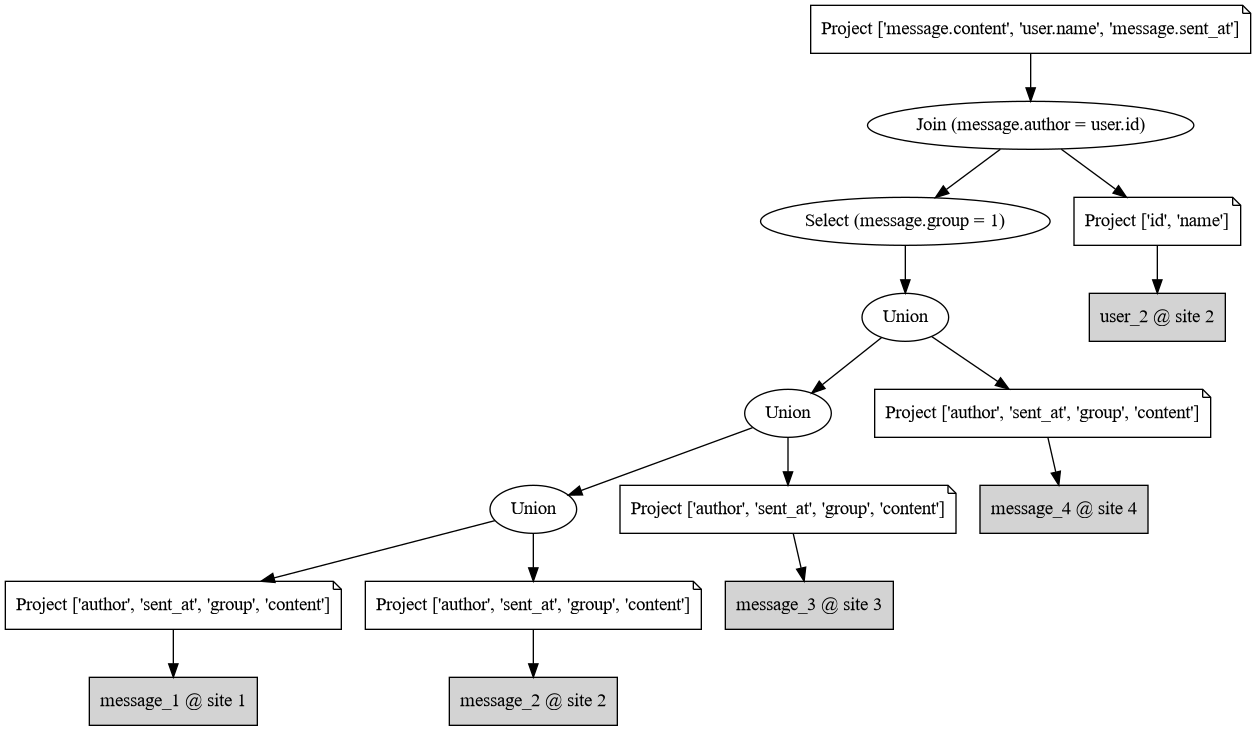 Project ['message.content', 'user.name', 'message.sent_at']
Join (message.author = user.id)
Select (message.group = 1)
Project ['id', 'name']
Union
user_2 @ site 2
Union
Project ['author', 'sent_at', 'group', 'content']
Union
Project ['author', 'sent_at', 'group', 'content']
message_4 @ site 4
Project ['author', 'sent_at', 'group', 'content']
Project ['author', 'sent_at', 'group', 'content']
message_3 @ site 3
message_1 @ site 1
message_2 @ site 2